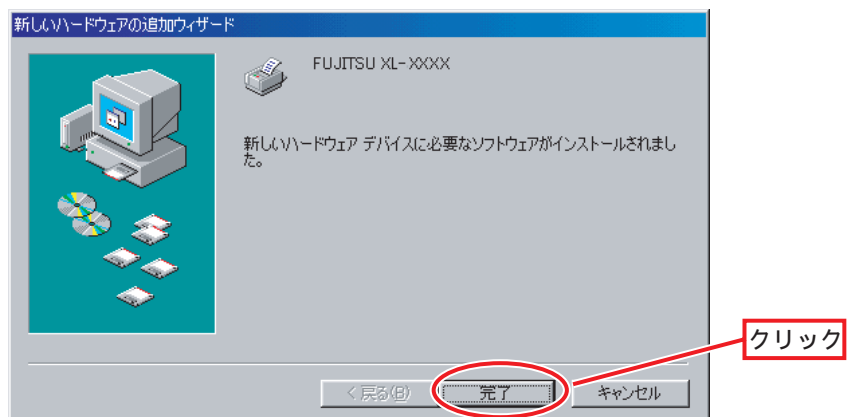 新しいハードウェアの追加ウィザード
FUJITSU XL-XXXX
新しいハードウェア デバイスに必要なソフトウェアがインストールされまし
た。
クリック
< 戻る(B)
完了
キャンセル